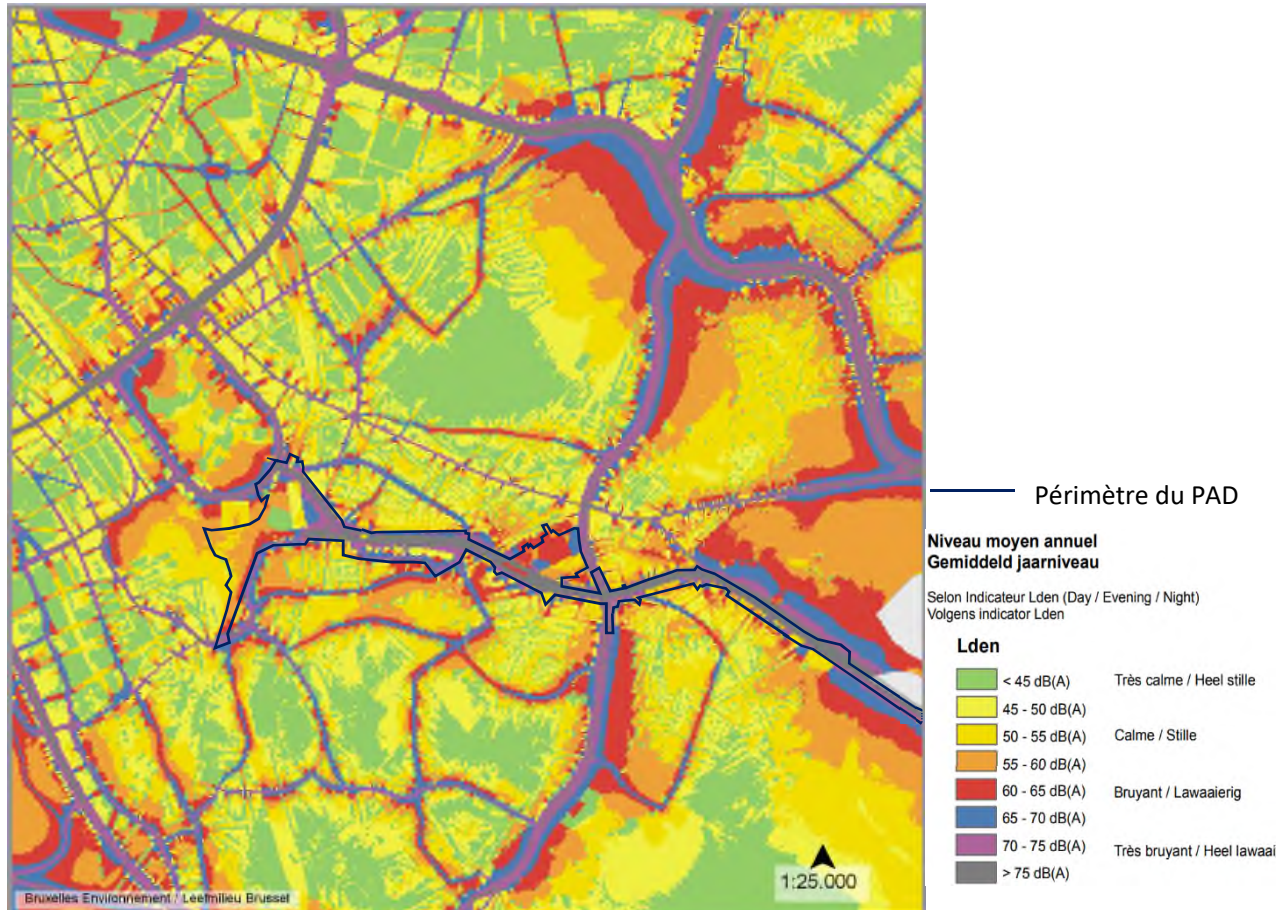 Périmètre du PAD
Niveau moyen annuel
Gemiddeld jaarniveau
Selon Indicateur Lden (Day / Evening / Night)
Volgens indicator Lden
Lden
< 45 dB(A) Très calme / Heel stille
45 - 50 dB(A)
50 - 55 dB(A) Calme / Stille
55 - 60 dB(A)
60 - 65 dB(A) Bruyant / Lawaaierig
65 - 70 dB(A)
70 - 75 dB(A) Très bruyant / Heel lawaai
> 75 dB(A)
1:25.000
Bruxelles Environnement / Leefmilieu Brussel